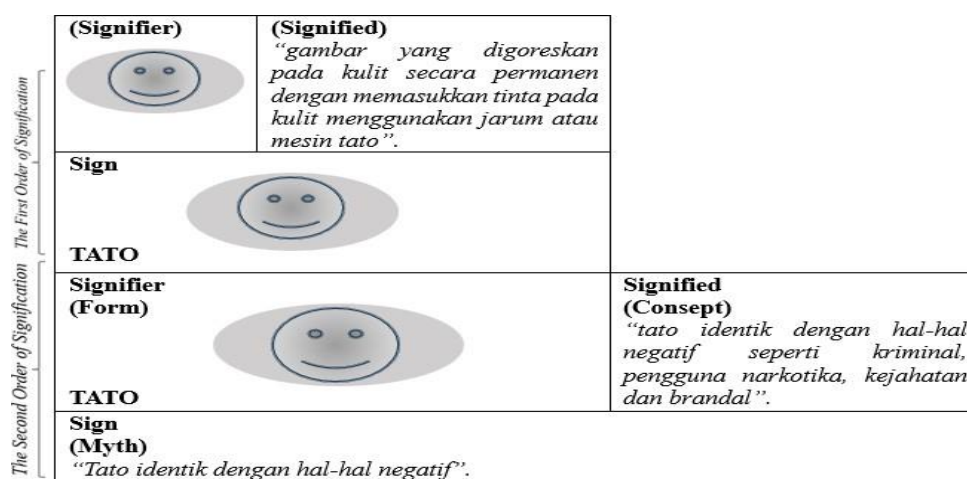 (Signifier)
(Signified)
“gambar yang digoreskan
pada kulit secara permanen
dengan memasukkan tinta pada
kulit menggunakan jarum atau
mesin tato”.
The First Order of Signification
Sign
TATO
The Second Order of Signification
Signifier
(Form)
TATO
Signified
(Consept)
“tato identik dengan hal-hal
negatif seperti kriminal,
pengguna narkotika, kejahatan
dan brandal”.
Sign
(Myth)
“Tato identik dengan hal-hal negatif”.